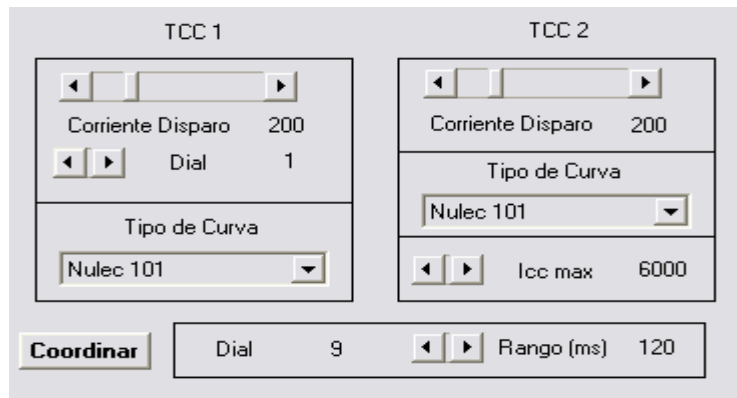 TCC 1
Corriente Disparo 200
Dial 1
Tipo de Curva
Nulec 101
TCC 2
Corriente Disparo 200
Tipo de Curva
Nulec 101
Icc max 6000
Coordinar
Dial 9
Rango (ms) 120